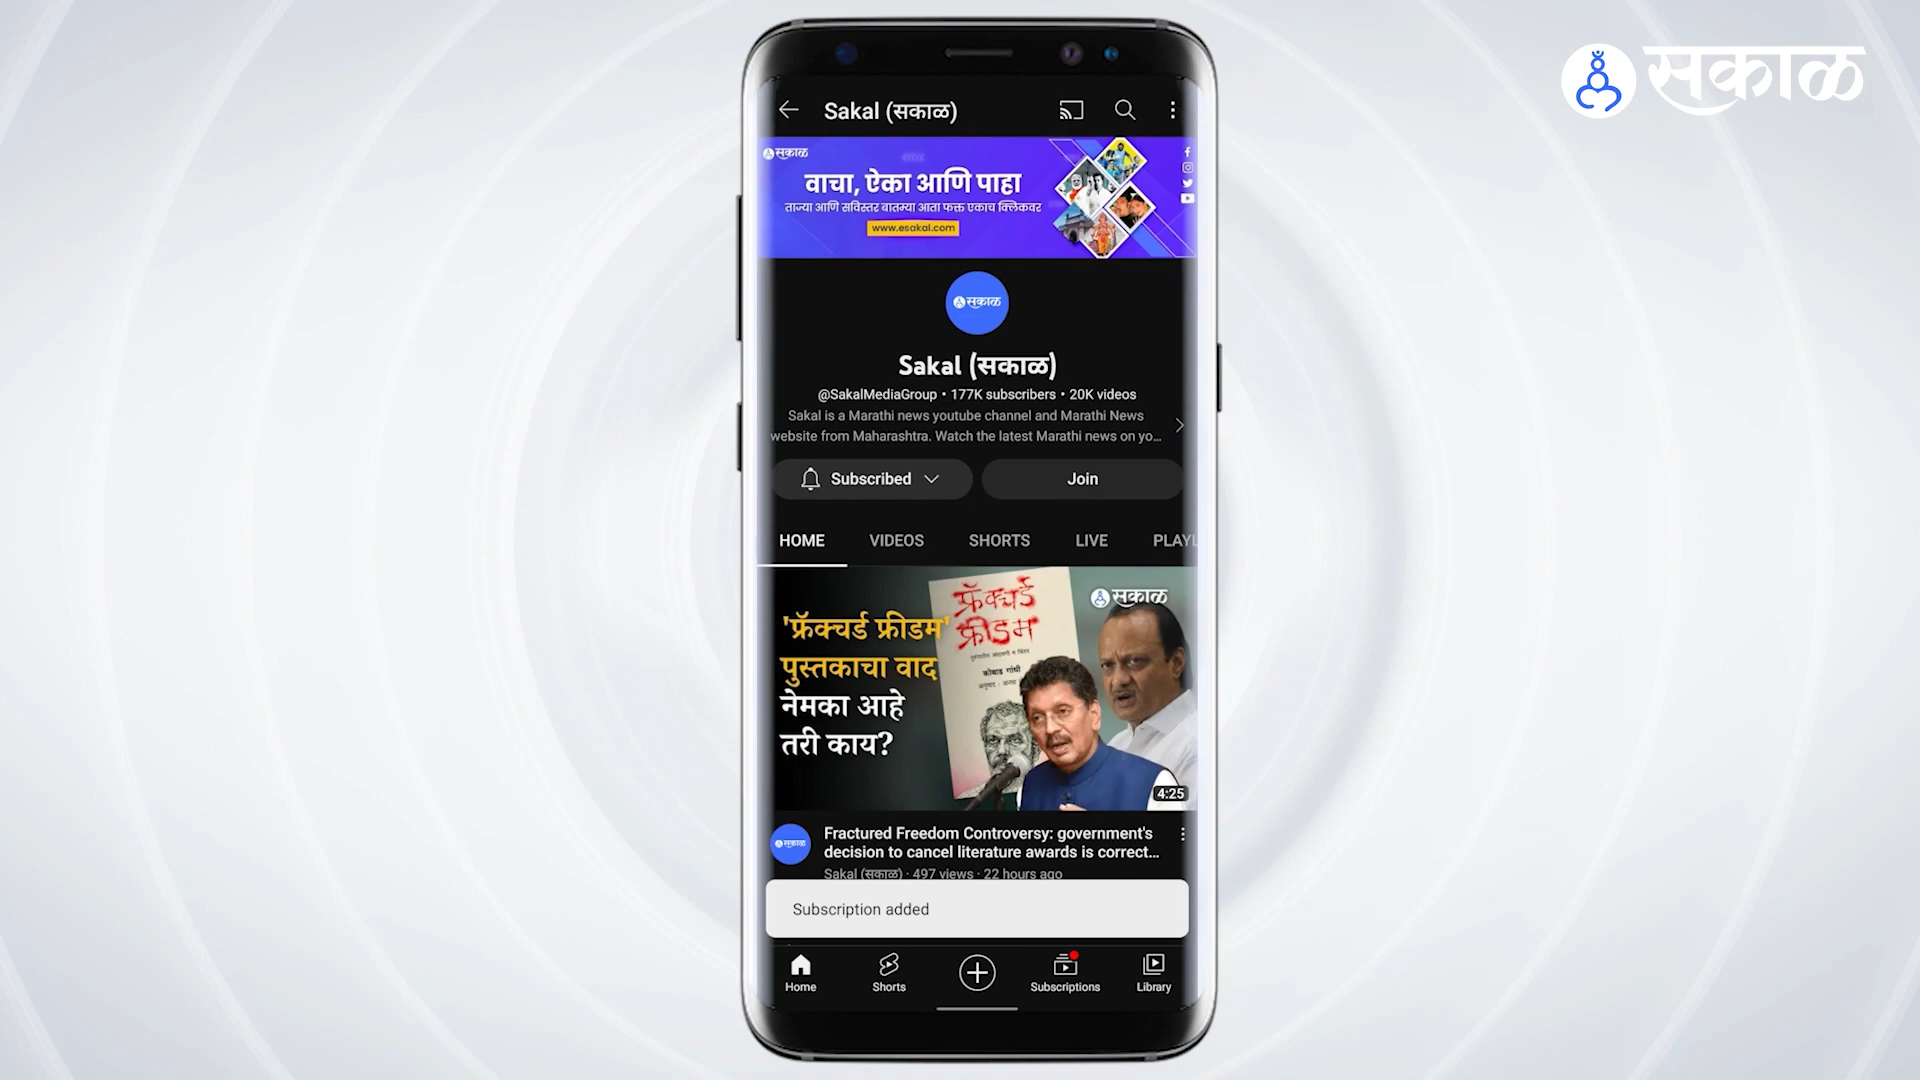 सकाळ
Sakal (सकाळ)
सकाळ
वाचा, ऐका आणि पाहा
ताज्या आणि सविस्तर बातम्या आता फक्त एकाच क्लिकवर
www.esakal.com
सकाळ
Sakal (सकाळ)
@SakalMediaGroup • 177K subscribers • 20K videos
Sakal is a Marathi news youtube channel and Marathi News
website from Maharashtra. Watch the latest Marathi news on yo...
Subscribed
Join
HOME VIDEOS SHORTS LIVE PLAYL
सकाळ
फ्रॅक्चर्ड
फ्रीडम
कोबाड गांधी
'फ्रॅक्चर्ड फ्रीडम'
पुस्तकाचा वाद
नेमका आहे
तरी काय?
4:25
सकाळ
Fractured Freedom Controversy: government's
decision to cancel literature awards is correct...
Sakal (सकाळ) · 497 views · 22 hours ago
Subscription added
Home Shorts Subscriptions Library